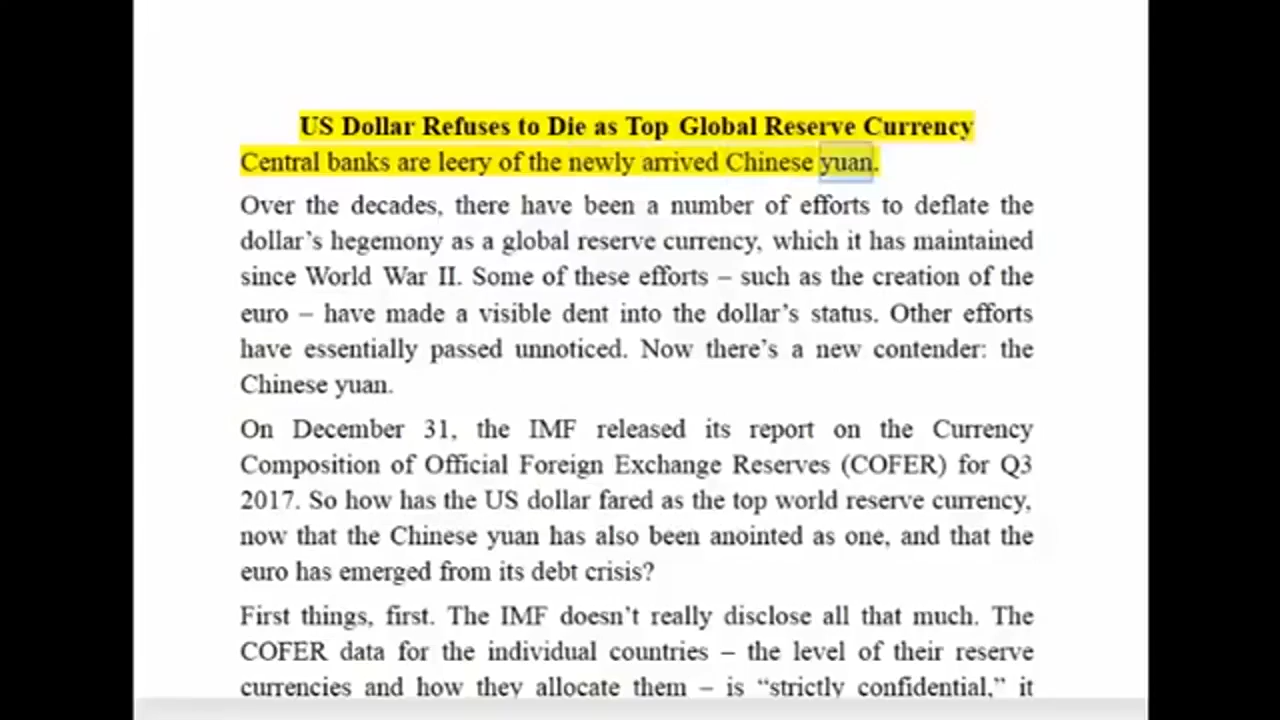 US Dollar Refuses to Die as Top Global Reserve Currency
Central banks are leery of the newly arrived Chinese yuan.
Over the decades, there have been a number of efforts to deflate the
dollar’s hegemony as a global reserve currency, which it has maintained
since World War II. Some of these efforts – such as the creation of the
euro – have made a visible dent into the dollar’s status. Other efforts
have essentially passed unnoticed. Now there’s a new contender: the
Chinese yuan.
On December 31, the IMF released its report on the Currency
Composition of Official Foreign Exchange Reserves (COFER) for Q3
2017. So how has the US dollar fared as the top world reserve currency,
now that the Chinese yuan has also been anointed as one, and that the
euro has emerged from its debt crisis?
First things, first. The IMF doesn’t really disclose all that much. The
COFER data for the individual countries – the level of their reserve
currencies and how they allocate them – is “strictly confidential,” it